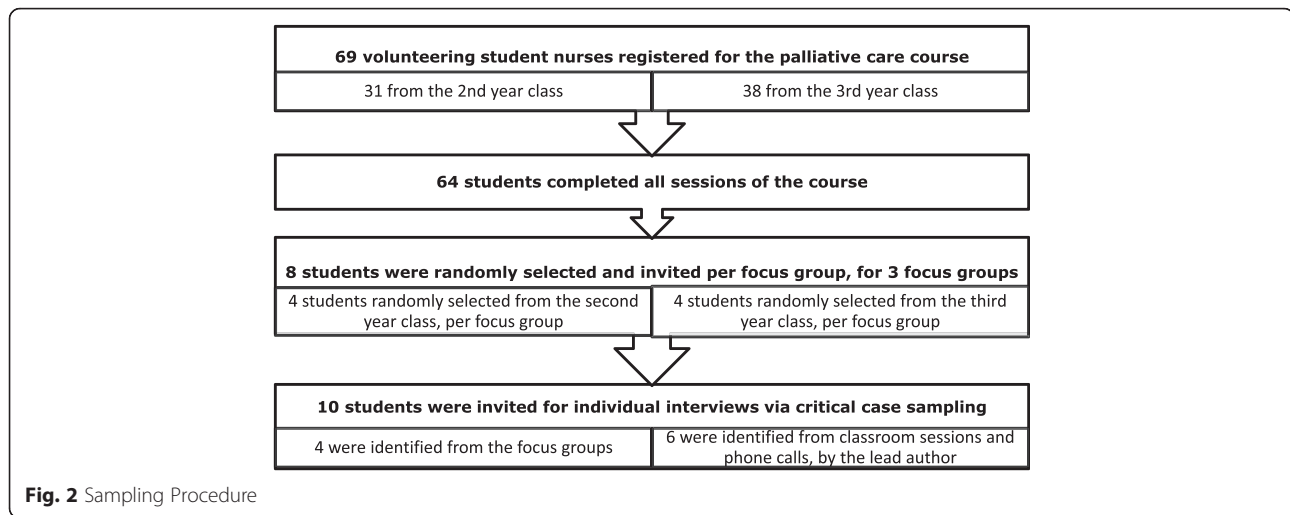 69 volunteering student nurses registered for the palliative care course
31 from the 2nd year class
38 from the 3rd year class
64 students completed all sessions of the course
8 students were randomly selected and invited per focus group, for 3 focus groups
4 students randomly selected from the second
year class, per focus group
4 students randomly selected from the third
year class, per focus group
10 students were invited for individual interviews via critical case sampling
4 were identified from the focus groups
6 were identified from classroom sessions and
phone calls, by the lead author
Fig. 2 Sampling Procedure